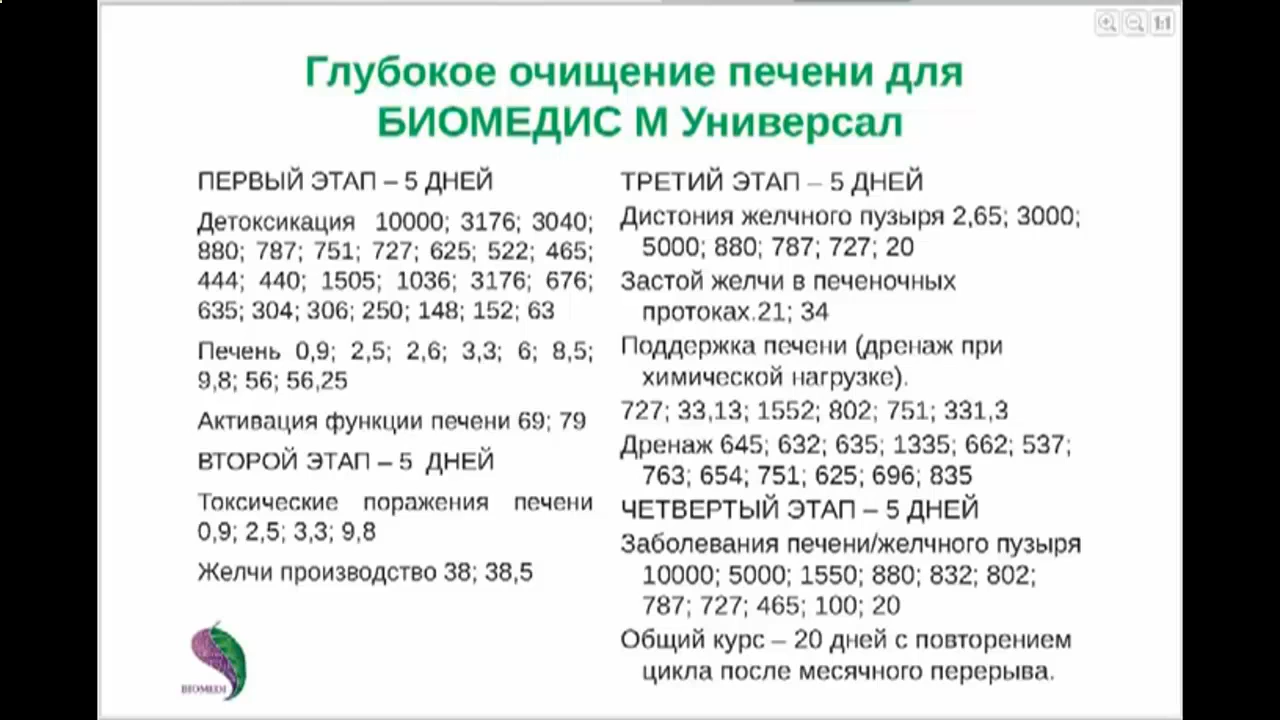 1:1
Глубокое очищение печени для
БИОМЕДИС М Универсал
ПЕРВЫЙ ЭТАП – 5 ДНЕЙ
Детоксикация 10000; 3176; 3040;
880; 787; 751; 727; 625; 522; 465;
444; 440; 1505; 1036; 3176; 676;
635; 304; 306; 250; 148; 152; 63
Печень 0,9; 2,5; 2,6; 3,3; 6; 8,5;
9,8; 56; 56,25
Активация функции печени 69; 79
ВТОРОЙ ЭТАП – 5 ДНЕЙ
Токсические поражения печени
0,9; 2,5; 3,3; 9,8
Желчи производство 38; 38,5
ТРЕТИЙ ЭТАП – 5 ДНЕЙ
Дистония желчного пузыря 2,65; 3000;
5000; 880; 787; 727; 20
Застой желчи в печеночных
протоках.21; 34
Поддержка печени (дренаж при
химической нагрузке).
727; 33,13; 1552; 802; 751; 331,3
Дренаж 645; 632; 635; 1335; 662; 537;
763; 654; 751; 625; 696; 835
ЧЕТВЕРТЫЙ ЭТАП – 5 ДНЕЙ
Заболевания печени/желчного пузыря
10000; 5000; 1550; 880; 832; 802;
787; 727; 465; 100; 20
Общий курс – 20 дней с повторением
цикла после месячного перерыва.
BIOMEDI